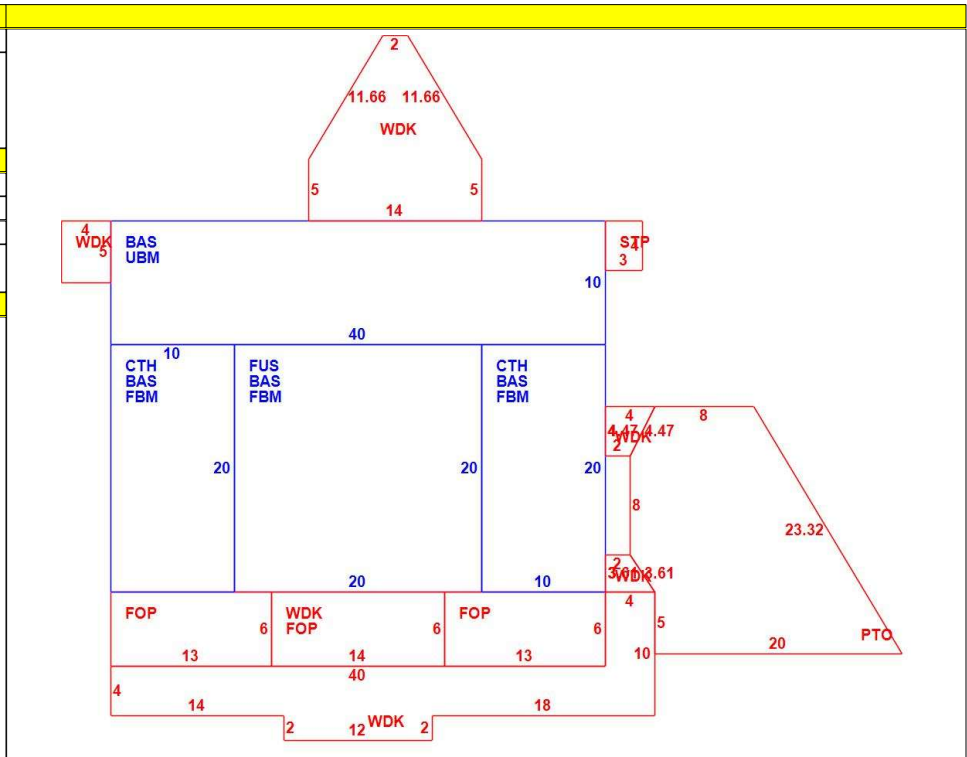 2
11.66 11.66
WDK
5 5
14
4
WDK
5
BAS
UBM
STP
4
3
10
40
10
CTH
BAS
FBM
FUS
BAS
FBM
CTH
BAS
FBM
4 8
4.47 4.47
WDK
2
20 20 20
8
23.32
2
3.61 3.61
WDK
20 10
4
FOP
WDK
FOP
FOP
5
6 6 6
PTO
13 14 13
10
20
40
4
14 18
WDK
2 12 2